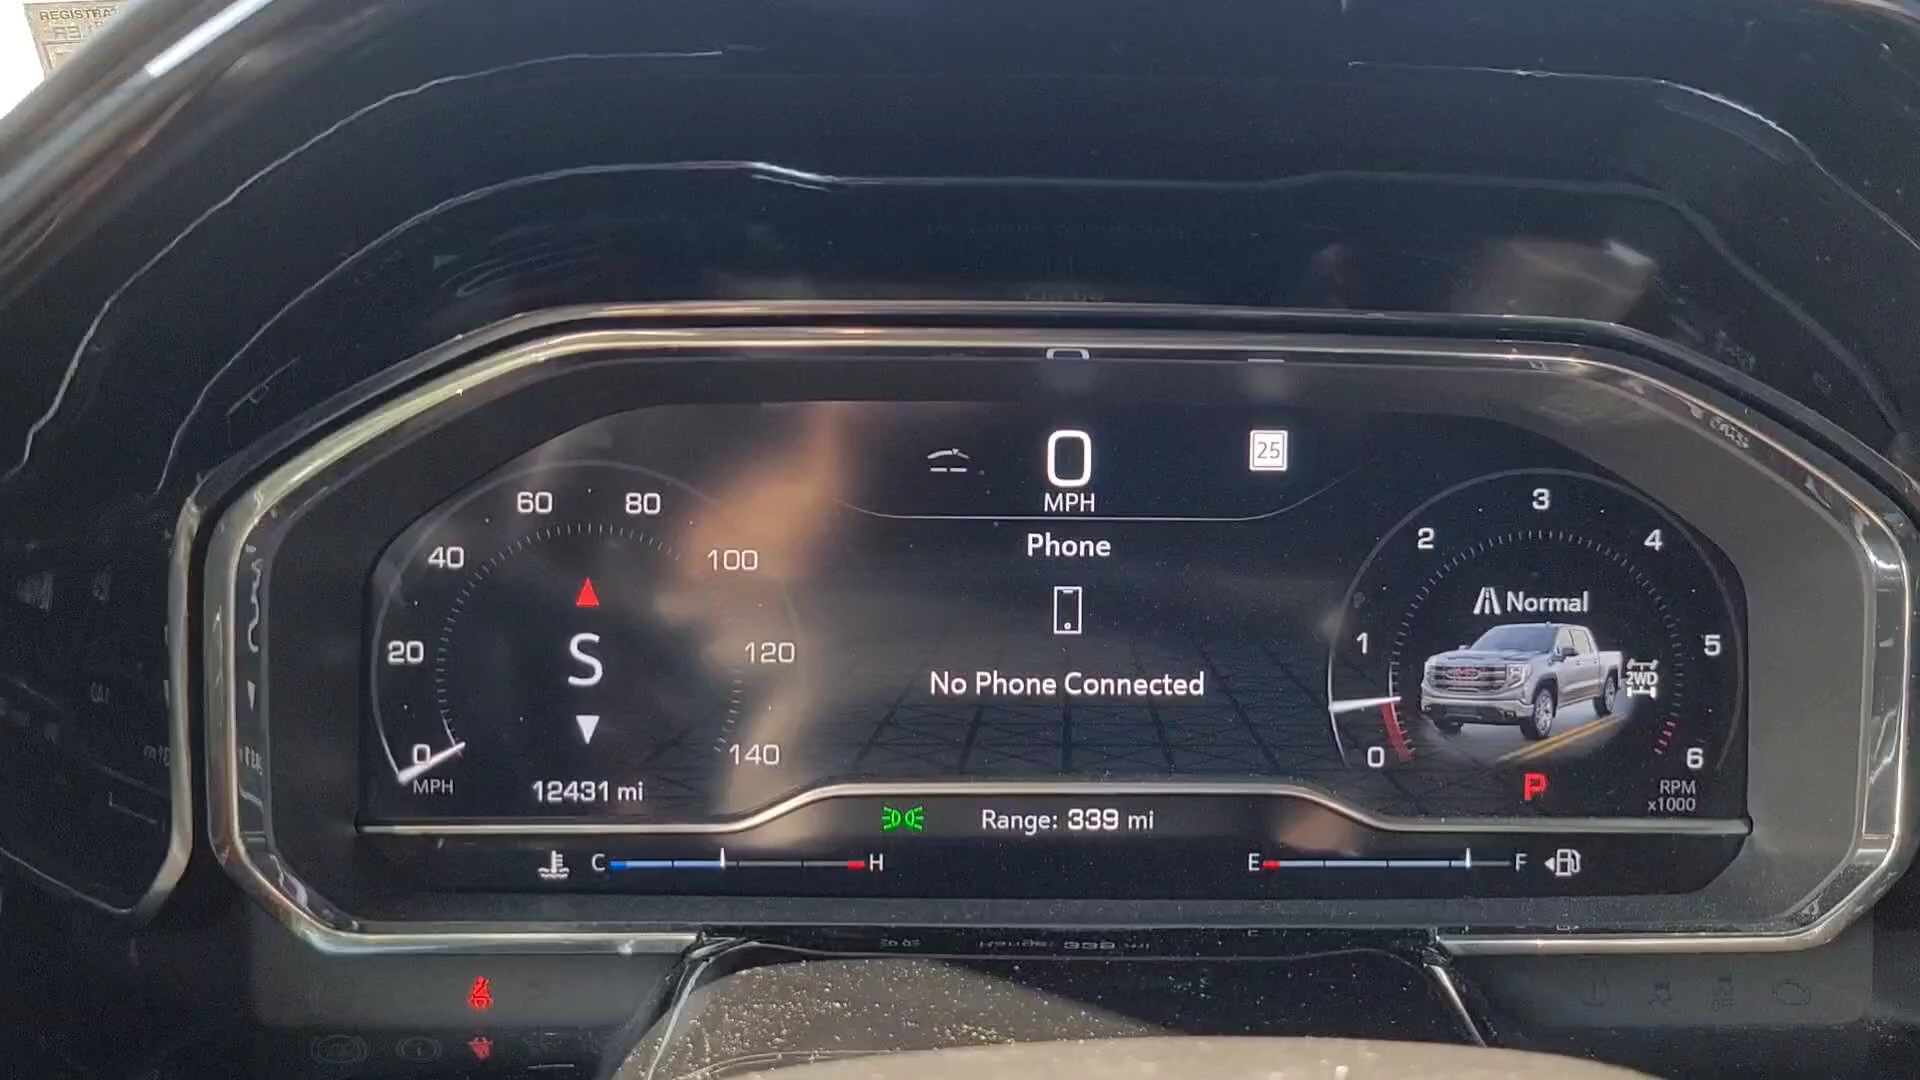 REGISTRA
0
MPH
25
60
80
40
100
20
120
0
140
MPH
S
12431 mi
Phone
No Phone Connected
3
2
4
1
5
0
6
Normal
2WD
P
RPM
x1000
Range: 339 mi
C
H
E
F